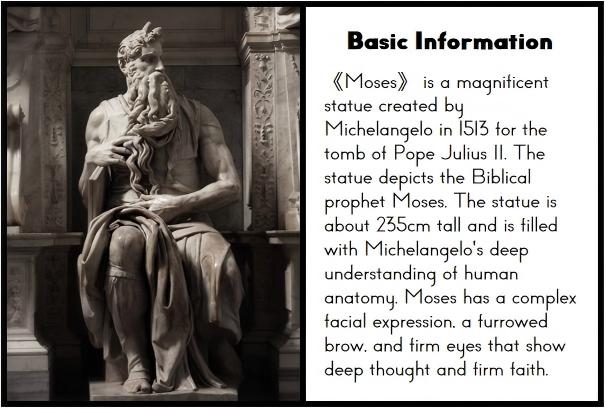 Basic Information
《Moses》 is a magnificent
statue created by
Michelangelo in 1513 for the
tomb of Pope Julius II. The
statue depicts the Biblical
prophet Moses. The statue is
about 235cm tall and is filled
with Michelangelo's deep
understanding of human
anatomy. Moses has a complex
facial expression, a furrowed
brow, and firm eyes that show
deep thought and firm faith.